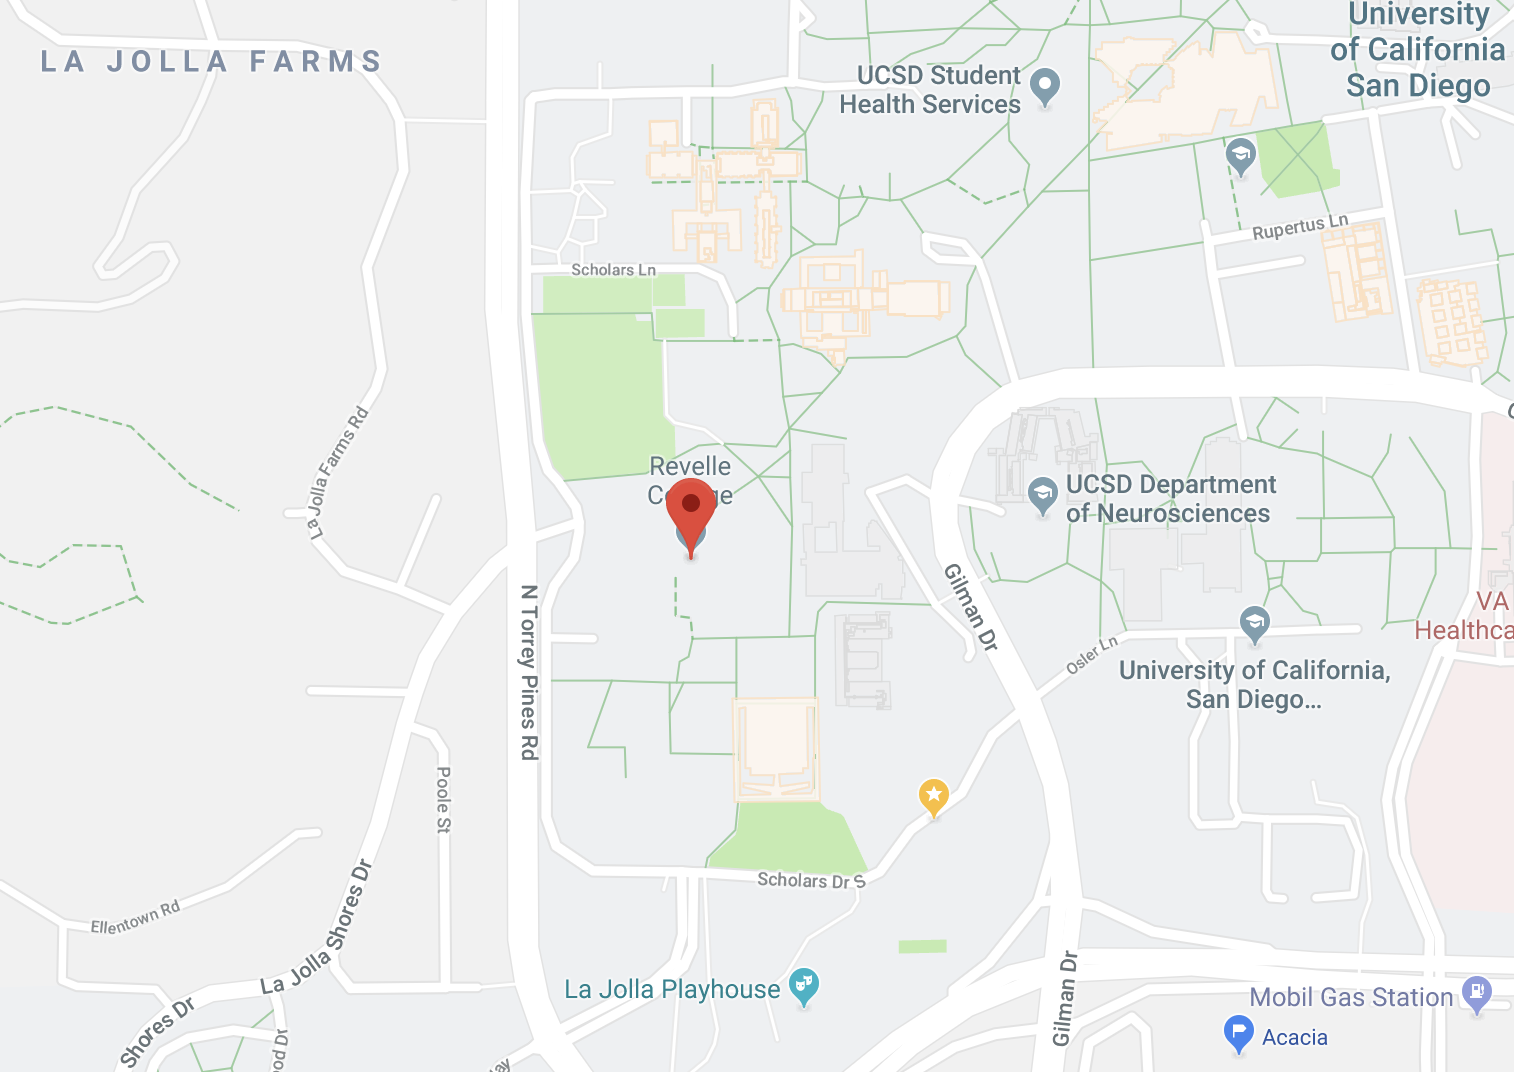 University
of California
San Diego
LA JOLLA FARMS
UCSD Student
Health Services
Rupertus Ln
Scholars Ln
La Jolla Farms Rd
Revelle
UCSD Department
of Neurosciences
Gilman Dr
N Torrey Pines Rd
VA
Osler Ln
University of California,
San Diego...
Poole St
Scholars Dr S
Ellentown Rd
La Jolla Shores Dr
La Jolla Playhouse
Gilman Dr
Mobil Gas Station
Shores Dr
Acacia